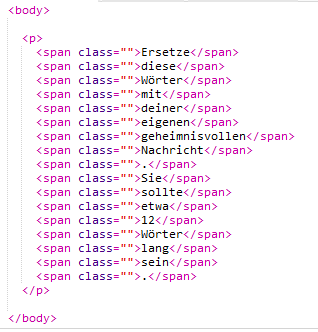 <body>
<p>
<span class="">Ersetze</span>
<span class="">diese</span>
<span class="">Wörter</span>
<span class="">mit</span>
<span class="">deiner</span>
<span class="">eigenen</span>
<span class="">geheimnisvollen</span>
<span class="">Nachricht</span>
<span class="">.</span>
<span class="">Sie</span>
<span class="">sollte</span>
<span class="">etwa</span>
<span class="">12</span>
<span class="">Wörter</span>
<span class="">lang</span>
<span class="">sein</span>
<span class="">.</span>
</p>
</body>